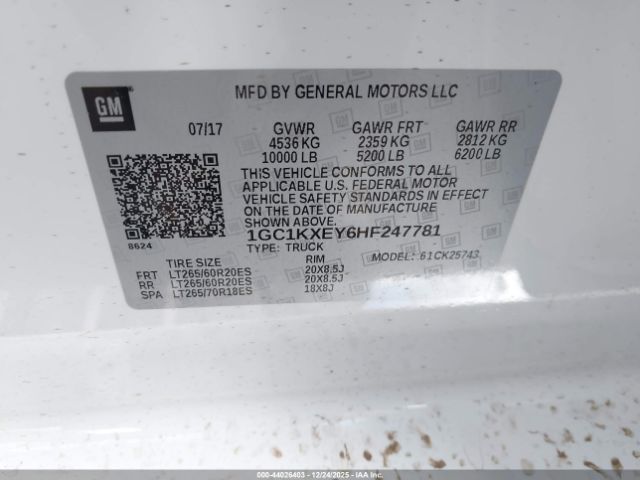 GM
MFD BY GENERAL MOTORS LLC
07/17 GVWR GAWR FRT GAWR RR
4536 KG 2359 KG 2812 KG
10000 LB 5200 LB 6200 LB
THIS VEHICLE CONFORMS TO ALL
APPLICABLE U.S. FEDERAL MOTOR
VEHICLE SAFETY STANDARDS IN EFFECT ON
THE DATE OF MANUFACTURE
SHOWN ABOVE.
1GC1KXEY6HF247781
8624 TYPE: TRUCK MODEL: 61CK25743
TIRE SIZE RIM
FRT LT265/60R20ES 20X8.5J
RR LT265/60R20ES 20X8.5J
SPA LT265/70R18ES 18X8J
000-44026403 - 12/24/2025 - IAAI.COM